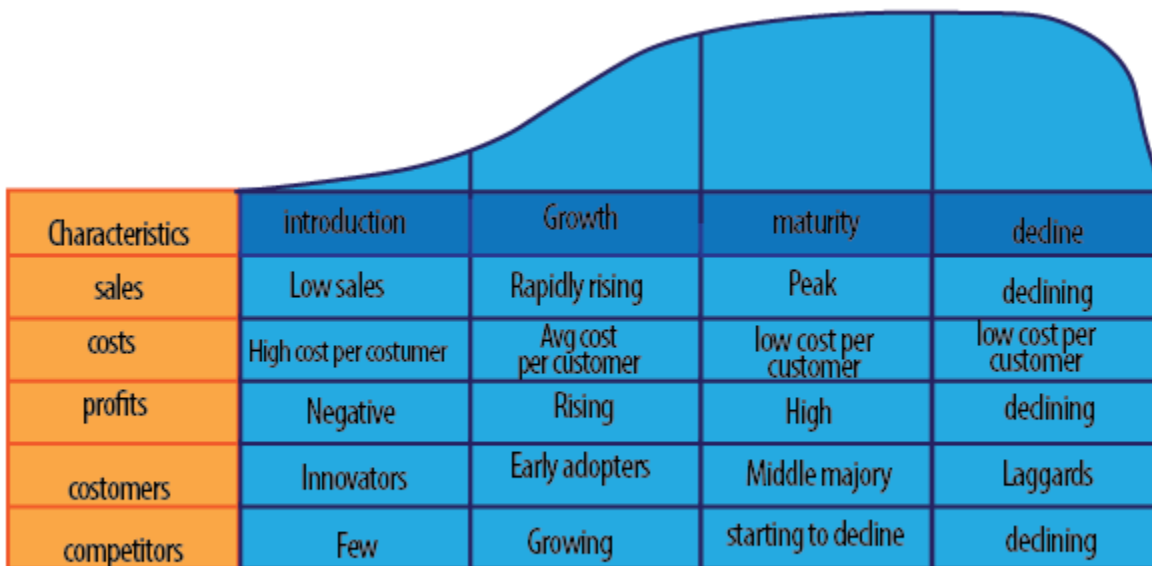 Characteristics introduction Growth maturity decline
sales Low sales Rapidly rising Peak declining
costs High cost per costumer Avg cost per customer low cost per customer low cost per customer
profits Negative Rising High declining
costomers Innovators Early adopters Middle majory Laggards
competitors Few Growing starting to decline declining